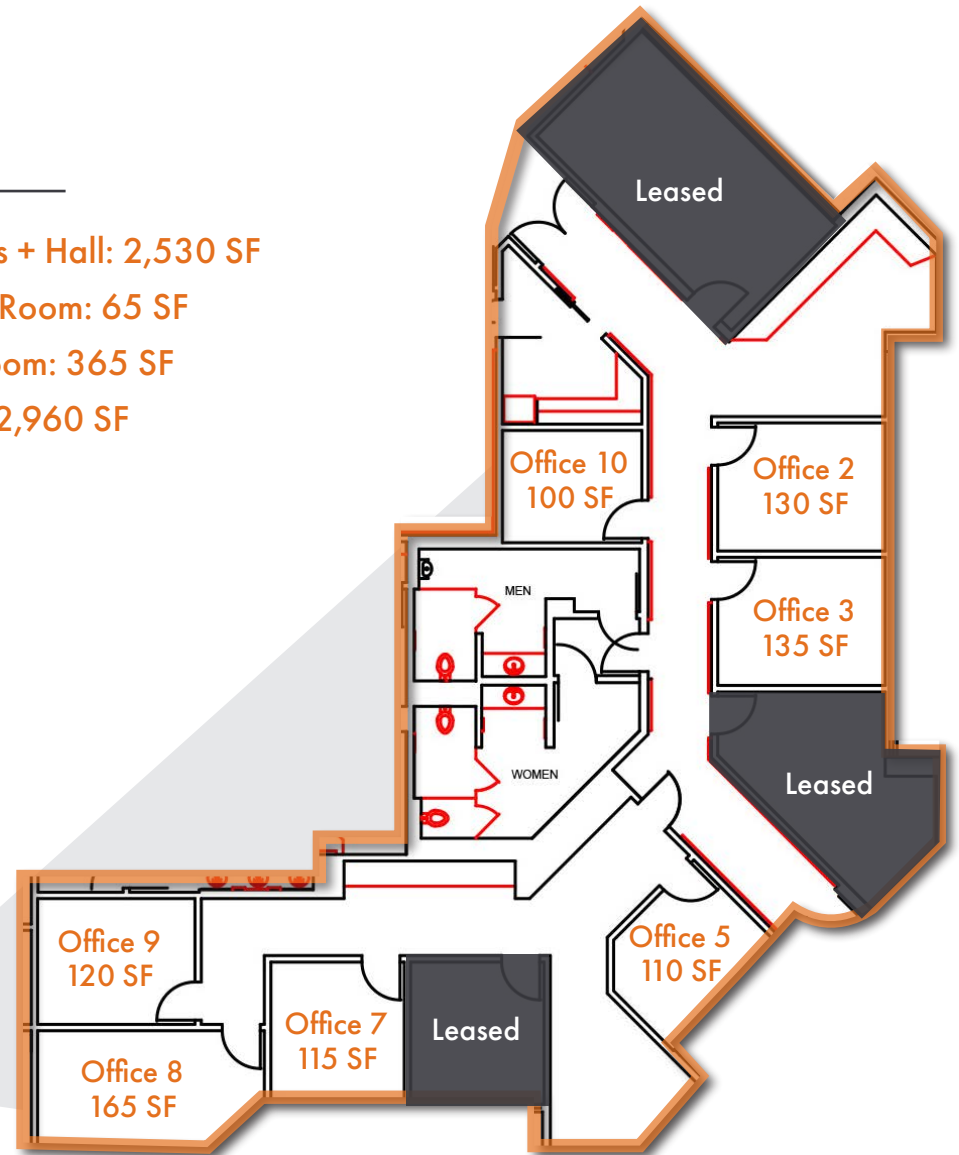 s + Hall: 2,530 SF
Room: 65 SF
oom: 365 SF
2,960 SF
Leased
Office 10
100 SF
Office 2
130 SF
MEN
Office 3
135 SF
WOMEN
Leased
Office 9
120 SF
Office 5
110 SF
Office 7
115 SF
Leased
Office 8
165 SF